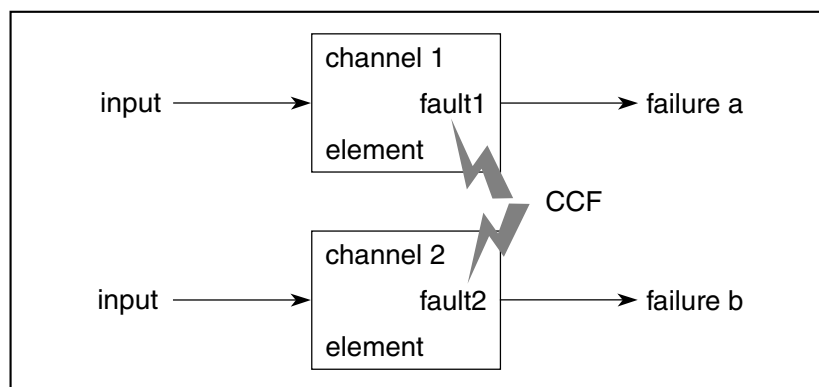 channel 1
input
fault1
failure a
element
CCF
channel 2
input
fault2
failure b
element